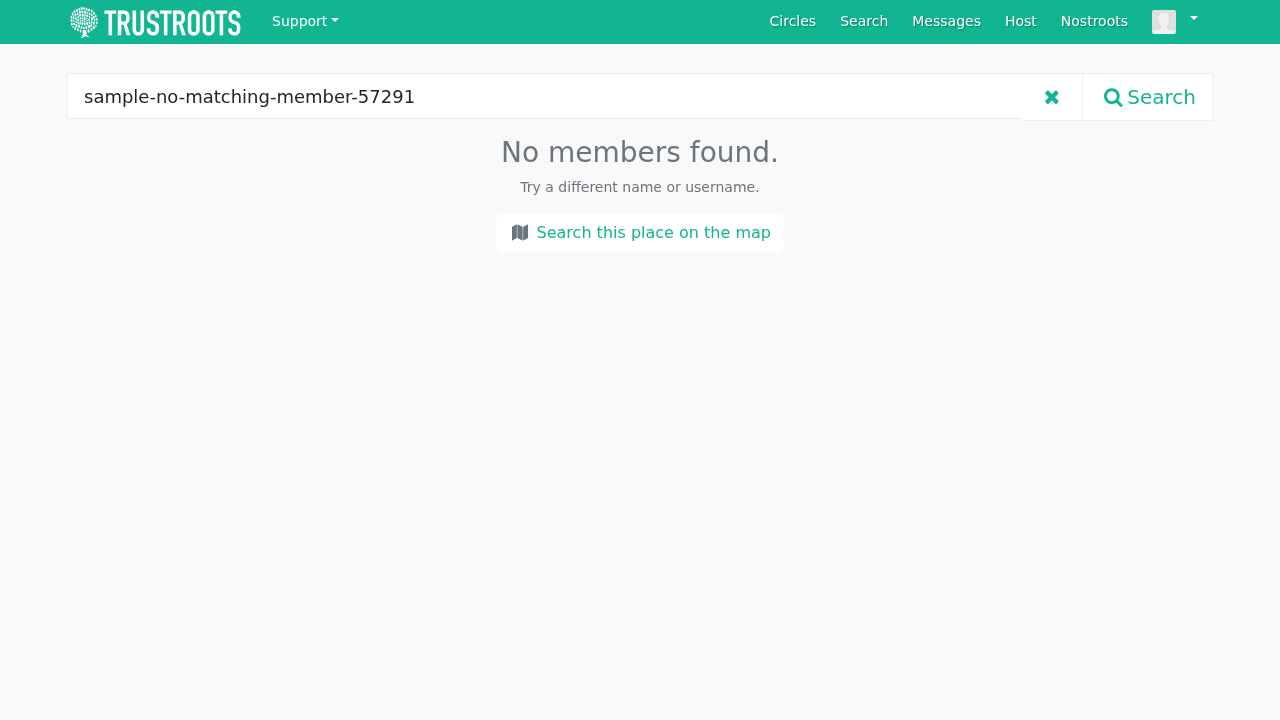 TRUSTROOTS Support Circles Search Messages Host Nostroots
sample-no-matching-member-57291 Search
No members found.
Try a different name or username.
Search this place on the map